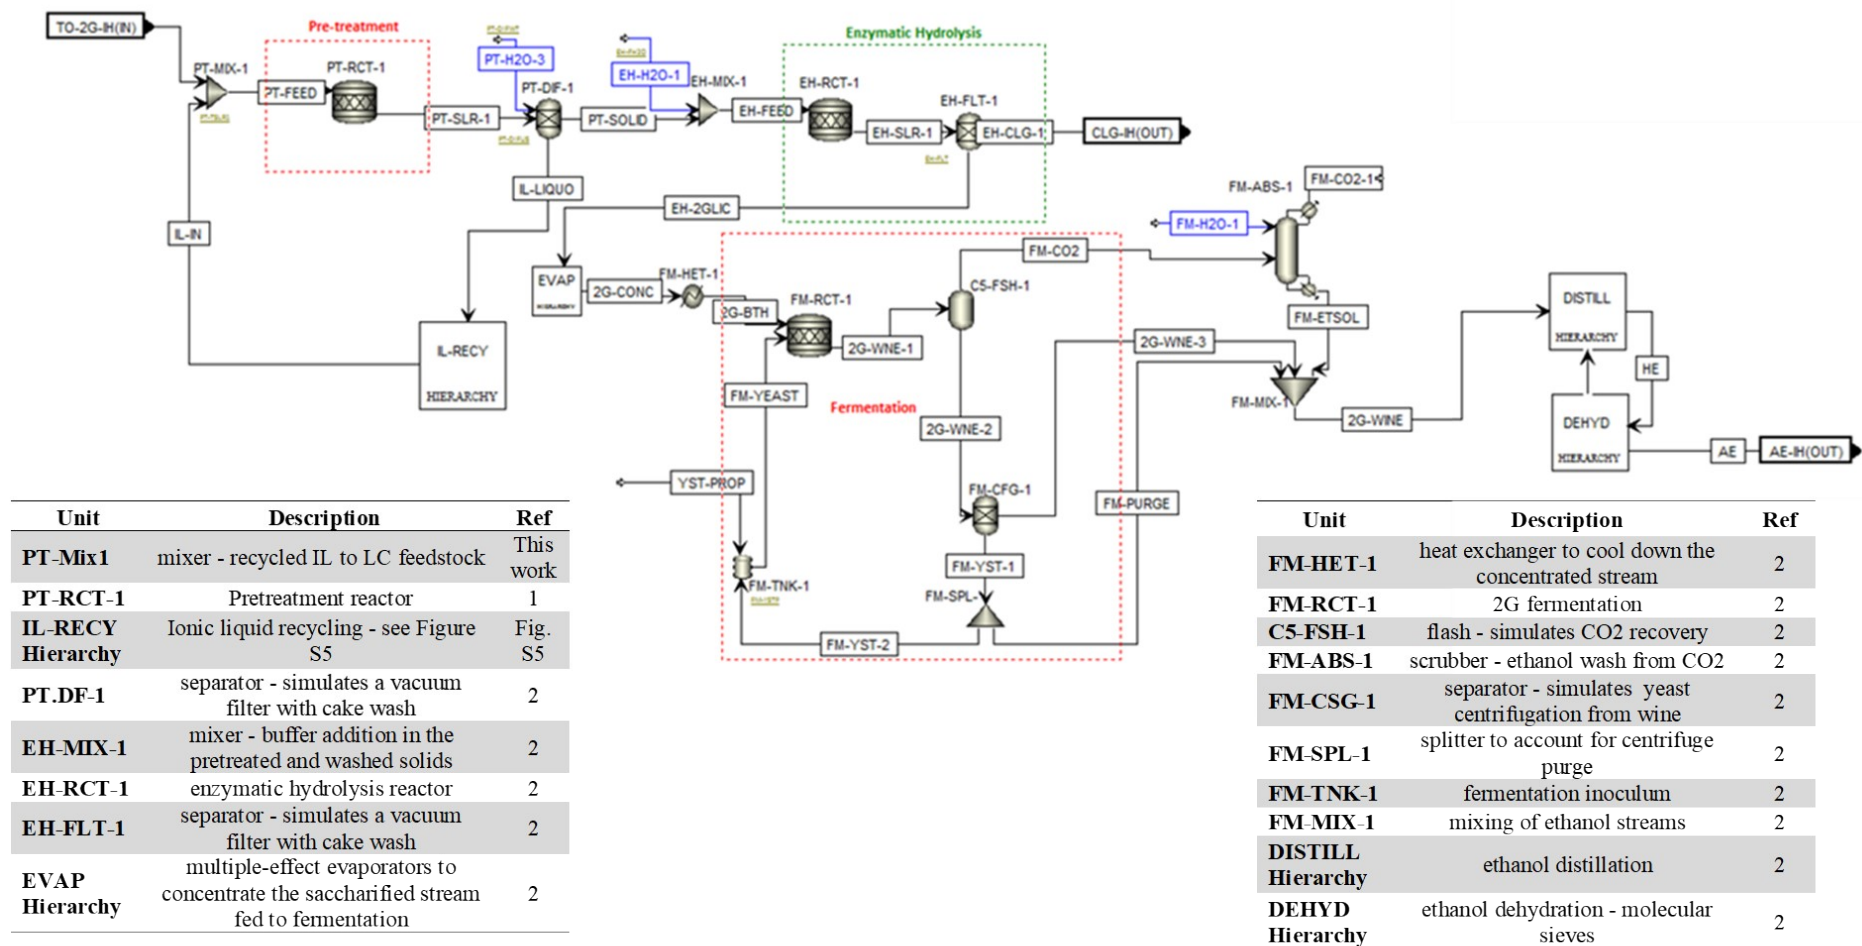 TO-2G-IH(IN)
Pre-treatment
Enzymatic Hydrolysis
PT-MIX-1
PT-FEED
PT-RCT-1
PT-H2O-3
PT-DIF-1
PT-SLR-1
PT-SOLID
EH-H2O-1
EH-MIX-1
EH-FEED
EH-RCT-1
EH-SLR-1
EH-FLT-1
EH-FLT
EH-CLG-1
CLG-IH(OUT)
IL-LIQUO
EH-2GLIC
IL-IN
IL-RECY
HIERARCHY
EVAP
HIERARCHY
2G-CONC
FM-HET-1
2G-BTH
FM-RCT-1
2G-WNE-1
C5-FSH-1
FM-CO2
FM-ABS-1
FM-CO2-1
FM-H2O-1
FM-ETSOL
2G-WNE-3
FM-YEAST
Fermentation
2G-WNE-2
FM-MIX-1
2G-WINE
DISTILL
HIERARCHY
HE
DEHYD
HIERARCHY
AE
AE-IH(OUT)
YST-PROP
FM-CFG-1
FM-PURGE
FM-TNK-1
FM-YST-1
FM-SPL-
FM-YST-2
Unit Description Ref
PT-Mix1 mixer - recycled IL to LC feedstock This work
PT-RCT-1 Pretreatment reactor 1
IL-RECY Hierarchy Ionic liquid recycling - see Figure S5 Fig. S5
PT.DF-1 separator - simulates a vacuum filter with cake wash 2
EH-MIX-1 mixer - buffer addition in the pretreated and washed solids 2
EH-RCT-1 enzymatic hydrolysis reactor 2
EH-FLT-1 separator - simulates a vacuum filter with cake wash 2
EVAP Hierarchy multiple-effect evaporators to concentrate the saccharified stream fed to fermentation 2
Unit Description Ref
FM-HET-1 heat exchanger to cool down the concentrated stream 2
FM-RCT-1 2G fermentation 2
C5-FSH-1 flash - simulates CO2 recovery 2
FM-ABS-1 scrubber - ethanol wash from CO2 2
FM-CSG-1 separator - simulates yeast centrifugation from wine 2
FM-SPL-1 splitter to account for centrifuge purge 2
FM-TNK-1 fermentation inoculum 2
FM-MIX-1 mixing of ethanol streams 2
DISTILL Hierarchy ethanol distillation 2
DEHYD Hierarchy ethanol dehydration - molecular sieves 2